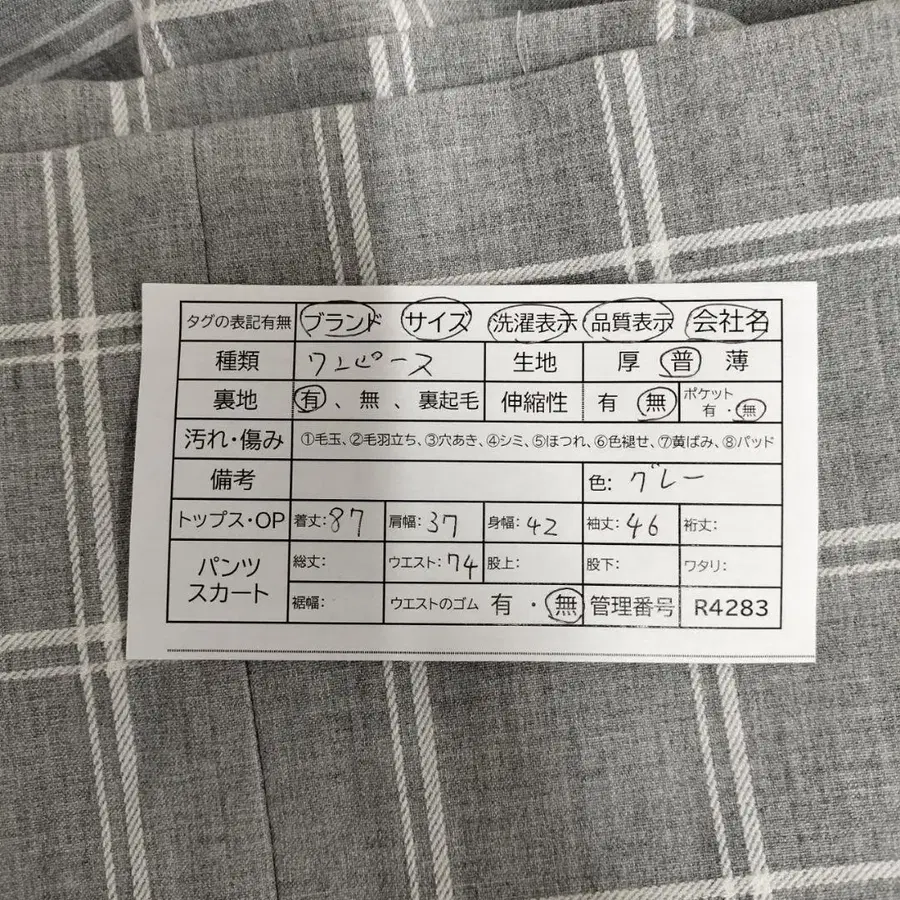 タグの表記有無 ブランド サイズ 洗濯表示 品質表示 会社名
種類 ワンピース 生地 厚 普 薄
裏地 有、無、裏起毛 伸縮性 有 無 ポケット 有・無
汚れ・傷み ①毛玉、②毛羽立ち、③穴あき、④シミ、⑤ほつれ、⑥色褪せ、⑦黄ばみ、⑧パッド
備考 色: グレー
トップス・OP 着丈:87 肩幅:37 身幅:42 袖丈:46 裄丈:
パンツ スカート 総丈: ウエスト:74 股上: 股下: ワタリ:
裾幅: ウエストのゴム 有・無 管理番号 R4283